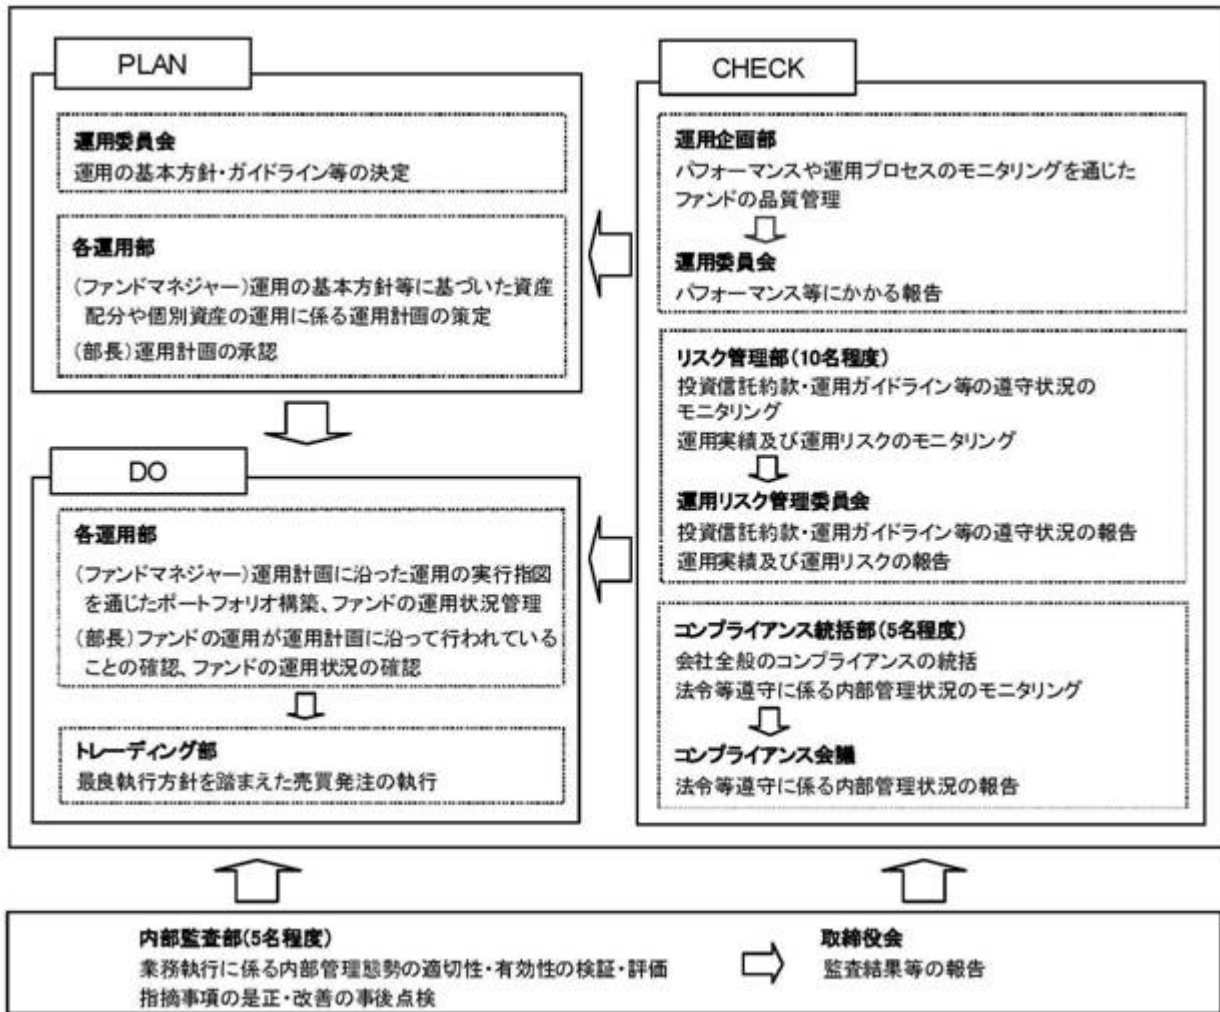 PLAN
運用委員会
運用の基本方針・ガイドライン等の決定
各運用部
(ファンドマネジャー)運用の基本方針等に基づいた資産
配分や個別資産の運用に係る運用計画の策定
(部長)運用計画の承認
DO
各運用部
(ファンドマネジャー)運用計画に沿った運用の実行指図
を通じたポートフォリオ構築、ファンドの運用状況管理
(部長)ファンドの運用が運用計画に沿って行われている
ことの確認、ファンドの運用状況の確認
トレーディング部
最良執行方針を踏まえた売買発注の執行
CHECK
運用企画部
パフォーマンスや運用プロセスのモニタリングを通じた
ファンドの品質管理
運用委員会
パフォーマンス等にかかる報告
リスク管理部(10名程度)
投資信託約款・運用ガイドライン等の遵守状況の
モニタリング
運用実績及び運用リスクのモニタリング
運用リスク管理委員会
投資信託約款・運用ガイドライン等の遵守状況の報告
運用実績及び運用リスクの報告
コンプライアンス統括部(5名程度)
会社全般のコンプライアンスの統括
法令等遵守に係る内部管理状況のモニタリング
コンプライアンス会議
法令等遵守に係る内部管理状況の報告
内部監査部(5名程度)
業務執行に係る内部管理態勢の適切性・有効性の検証・評価
指摘事項の是正・改善の事後点検
取締役会
監査結果等の報告